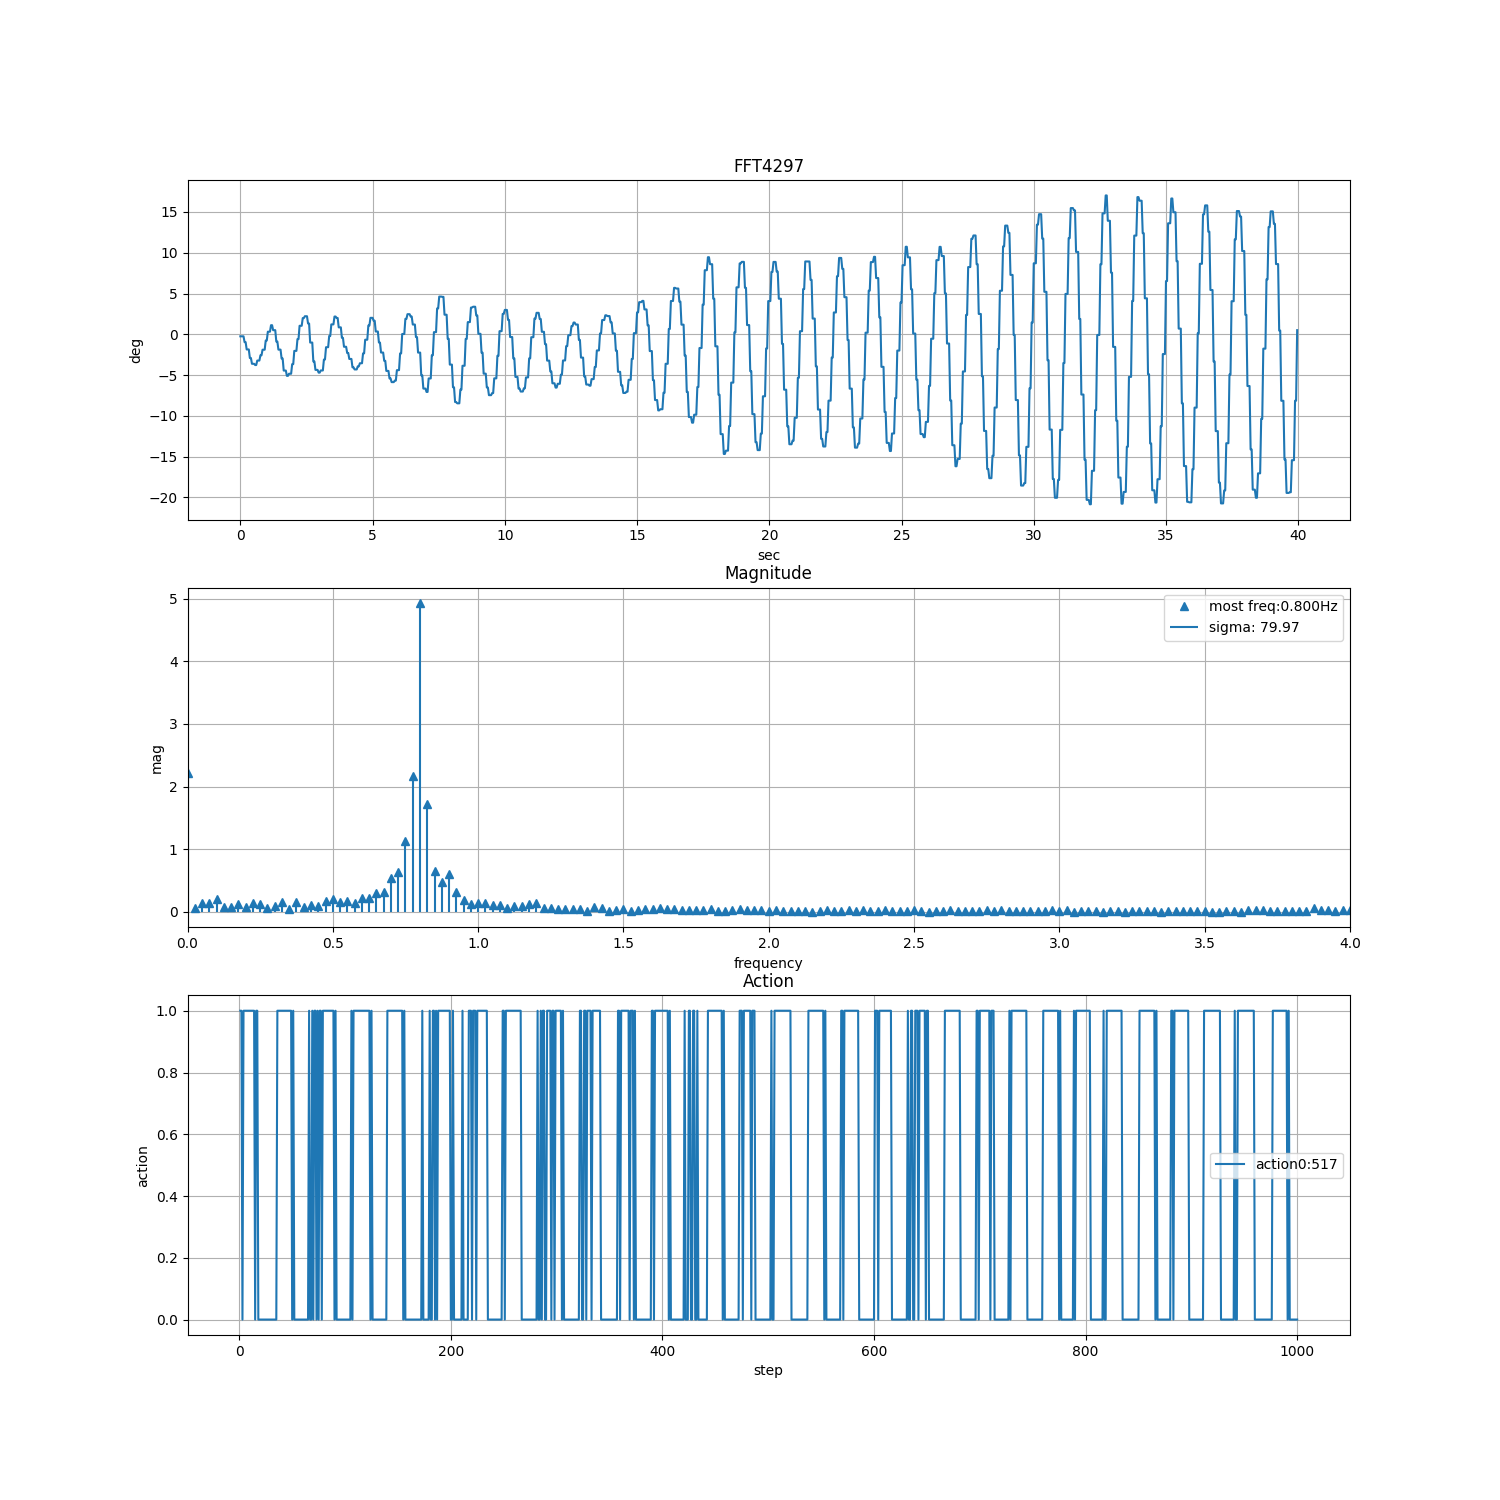 FFT4297
15
10
5
0
−5
−10
−15
−20
deg
0 5 10 15 20 25 30 35 40
sec
Magnitude
5
4
3
2
1
0
mag
most freq:0.800Hz
sigma: 79.97
0.0 0.5 1.0 1.5 2.0 2.5 3.0 3.5 4.0
frequency
Action
1.0
0.8
0.6
0.4
0.2
0.0
action
action0:517
0 200 400 600 800 1000
step